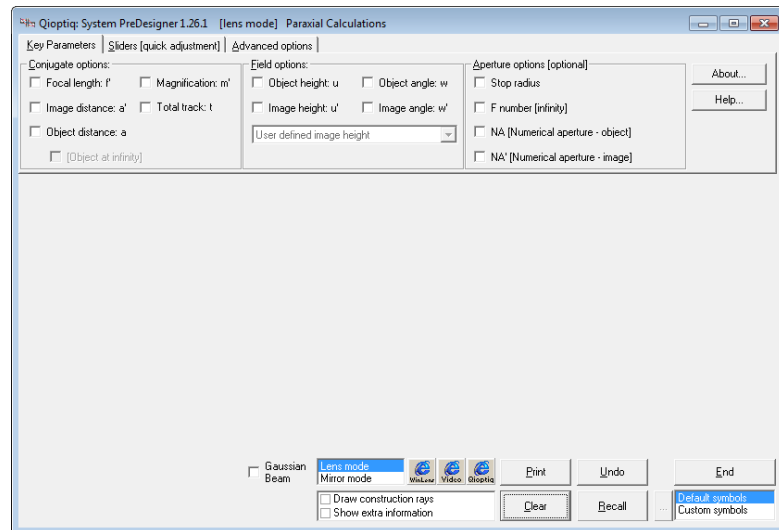 Qioptiq: System PreDesigner 1.26.1 [lens mode] Paraxial Calculations
Key Parameters Sliders [quick adjustment] Advanced options
Conjugate options:
Focal length: f' Magnification: m'
Image distance: a' Total track: t
Object distance: a
[Object at infinity]
Field options:
Object height: u Object angle: w
Image height: u' Image angle: w'
User defined image height
Aperture options [optional]
Stop radius
F number [infinity]
NA [Numerical aperture - object]
NA' [Numerical aperture - image]
About...
Help...
Gaussian
Beam
Lens mode
Mirror mode
WinLens Video Qioptiq
Print Undo End
Draw construction rays
Show extra information
Clear Recall ...
Default symbols
Custom symbols